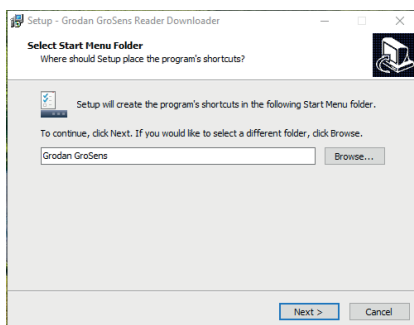 Setup - Grodan GroSens Reader Downloader
Select Start Menu Folder
Where should Setup place the program's shortcuts?
Setup will create the program's shortcuts in the following Start Menu folder.
To continue, click Next. If you would like to select a different folder, click Browse.
Grodan GroSens
Browse...
Next >
Cancel